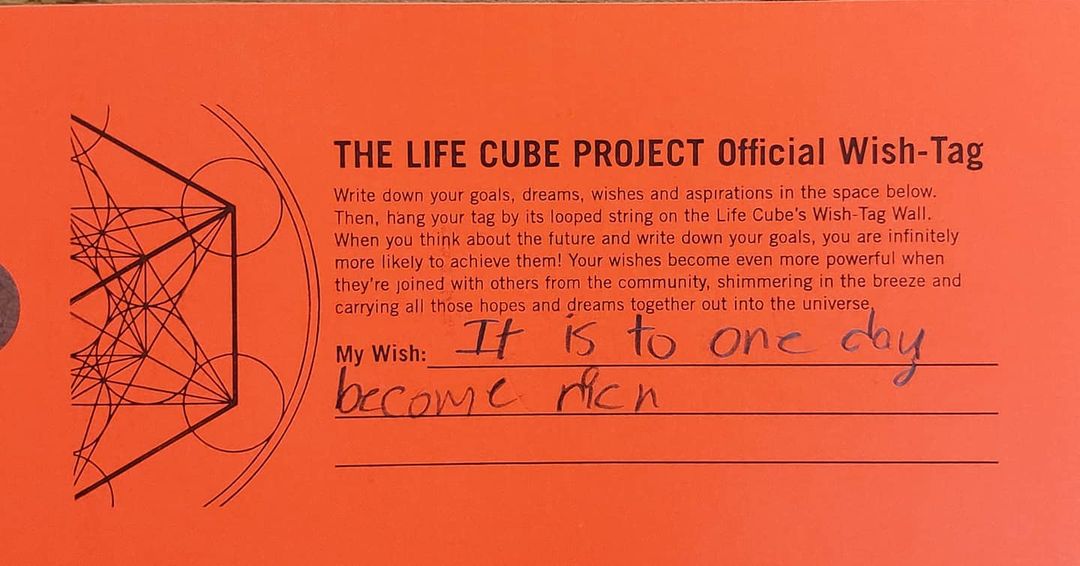 THE LIFE CUBE PROJECT Official Wish-Tag
Write down your goals, dreams, wishes and aspirations in the space below.
Then, hang your tag by its looped string on the Life Cube's Wish-Tag Wall.
When you think about the future and write down your goals, you are infinitely
more likely to achieve them! Your wishes become even more powerful when
they're joined with others from the community, shimmering in the breeze and
carrying all those hopes and dreams together out into the universe.
My Wish: It is to one day
become rich